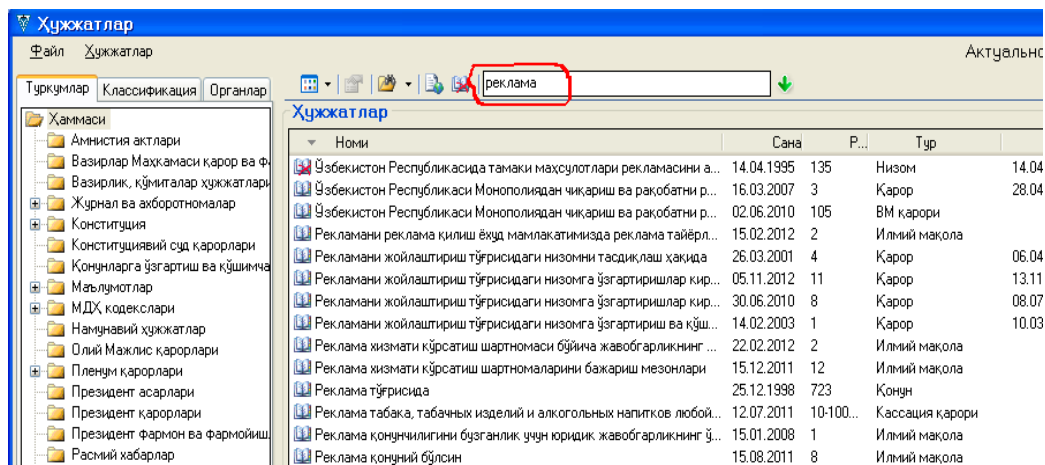 Ҳужжатлар
Файл Ҳужжатлар Актуально
Туркумлар Классификация Органлар реклама
Ҳаммаси
Амнистия актлари
Вазирлар Маҳкамаси қарор ва ф
Вазирлик, қўмиталар ҳужжатлари
Журнал ва ахборотномалар
Конституция
Конституциявий суд қарорлари
Қонунларга ўзгартиш ва қўшимча
Маълумотлар
МДҲ кодекслари
Намунавий ҳужжатлар
Олий Мажлис қарорлари
Пленум қарорлари
Президент асарлари
Президент қарорлари
Президент фармон ва фармойиш
Расмий хабарлар
Ҳужжатлар
Номи Сана Р... Тур
Ўзбекистон Республикасида тамаки маҳсулотлари рекламасини а... 14.04.1995 135 Низом 14.04
Ўзбекистон Республикаси Монополиядан чиқариш ва рақобатни р... 16.03.2007 3 Қарор 28.04
Ўзбекистон Республикаси Монополиядан чиқариш ва рақобатни р... 02.06.2010 105 ВМ қарори
Рекламани реклама қилиш ёхуд мамлакатимизда реклама тайёрл... 15.02.2012 2 Илмий мақола
Рекламани жойлаштириш тўғрисидаги низомни тасдиқлаш ҳақида 26.03.2001 4 Қарор 06.04
Рекламани жойлаштириш тўғрисидаги низомга ўзгартиришлар кир... 05.11.2012 11 Қарор 13.11
Рекламани жойлаштириш тўғрисидаги низомга ўзгартиришлар кир... 30.06.2010 8 Қарор 08.07
Рекламани жойлаштириш тўғрисидаги низомга ўзгартириш ва қўш... 14.02.2003 1 Қарор 10.03
Реклама хизмати кўрсатиш шартномаси бўйича жавобгарликнинг ... 22.02.2012 2 Илмий мақола
Реклама хизмати кўрсатиш шартномаларини бажариш мезонлари 15.12.2011 12 Илмий мақола
Реклама тўғрисида 25.12.1998 723 Қонун
Реклама табака, табачных изделий и алкогольных напитков любой... 12.07.2011 10-100... Кассация қарори
Реклама қонунчилигини бузганлик учун юридик жавобгарликнинг ў... 15.01.2008 1 Илмий мақола
Реклама қонуний бўлсин 15.08.2011 8 Илмий мақола